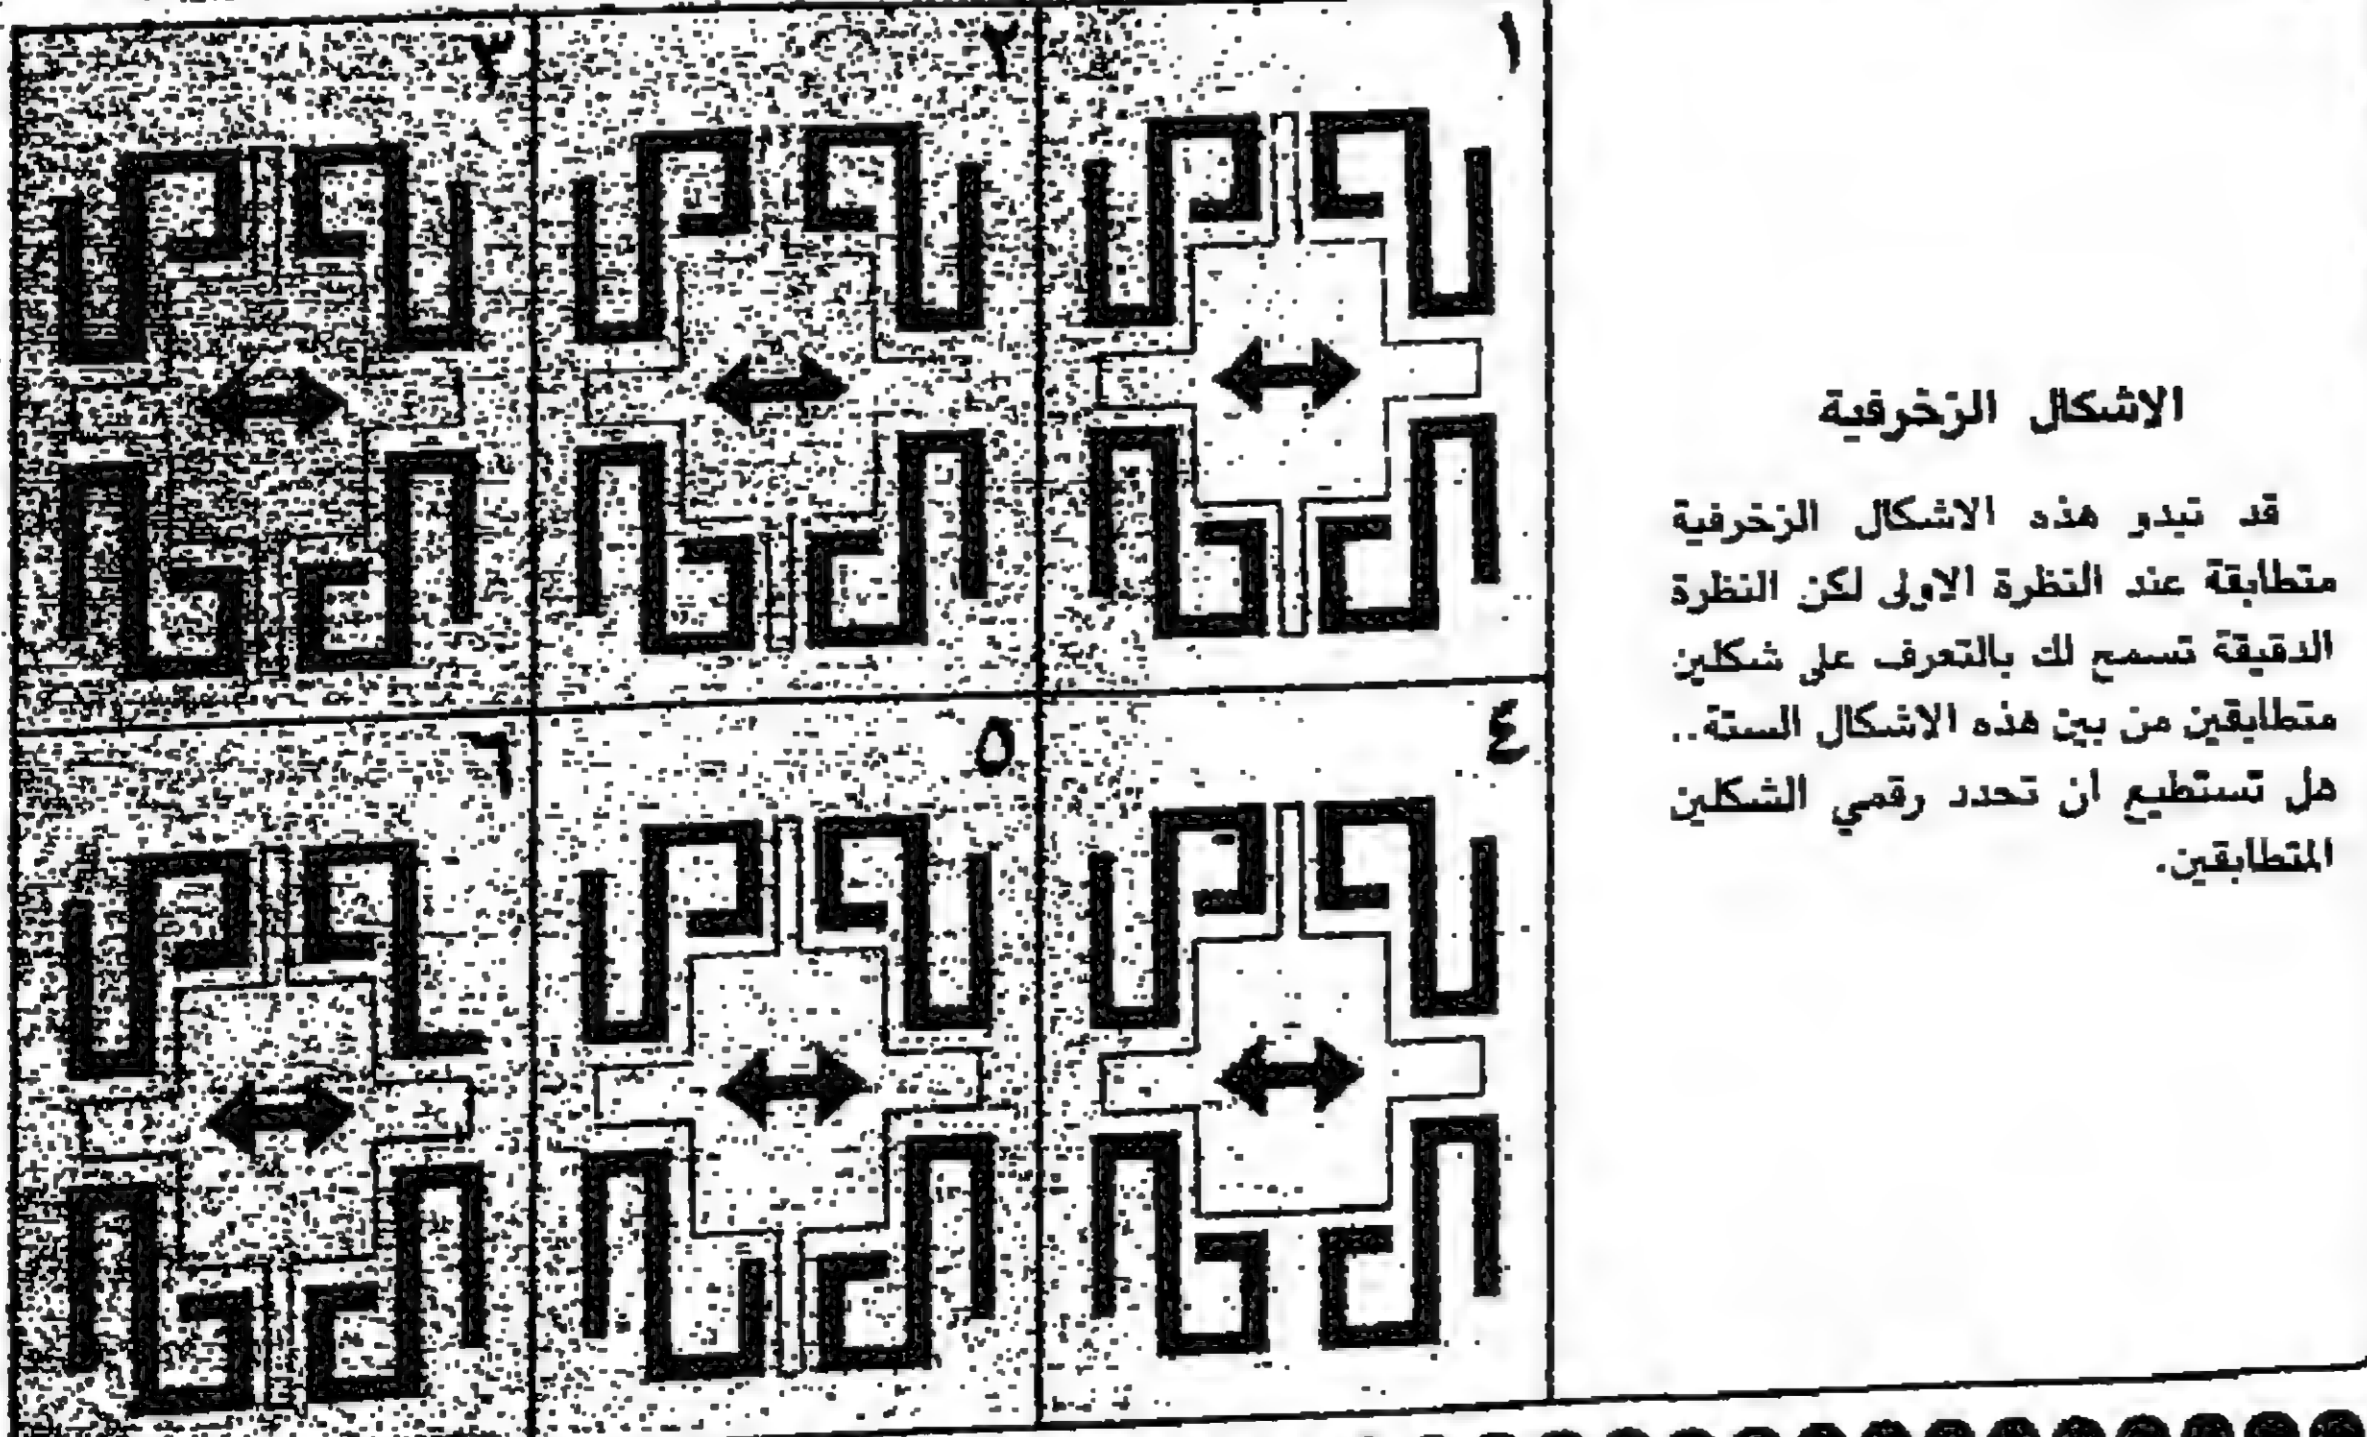 الاشكال الزخرفية
قد تبدو هذه الاشكال الزخرفية
متطابقة عند النظرة الاولى لكن النظرة
الدقيقة تسمح لك بالتعرف على شكلين
متطابقين من بين هذه الاشكال الستة..
هل تستطيع ان تحدد رقمي الشكلين
المتطابقين.
١
٢
٣
٤
٥
٦